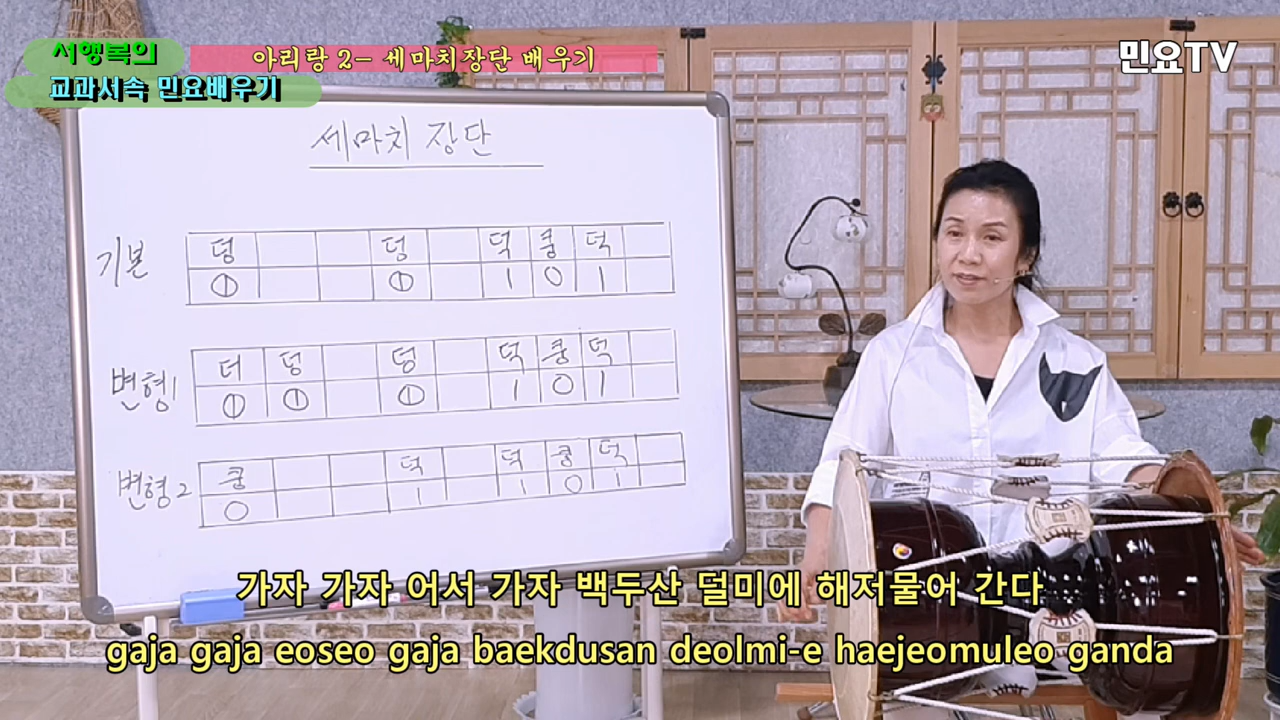 서행복의
교과서속 민요배우기
아리랑 2- 세마치장단 배우기
민요TV
세마치 장단
기본
덩 덩 덕 쿵 덕
변형1
더 덩 덩 덕 쿵 덕
변형2
쿵 덕 덕 쿵 덕
가자 가자 어서 가자 백두산 덜미에 해저물어 간다
gaja gaja eoseo gaja baekdusan deolmi-e haejeomuleo ganda